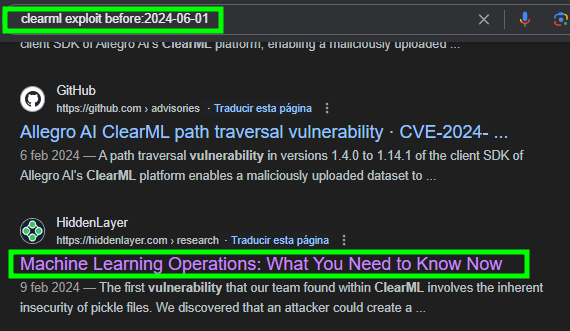 clearml exploit before:2024-06-01
client SDK of Allegro AI's ClearML platform, enabling a maliciously uploaded ...
GitHub
https://github.com › advisories · Traducir esta página
Allegro AI ClearML path traversal vulnerability · CVE-2024- ...
6 feb 2024 — A path traversal vulnerability in versions 1.4.0 to 1.14.1 of the client SDK of
Allegro AI's ClearML platform enables a maliciously uploaded dataset to ...
HiddenLayer
https://hiddenlayer.com › research · Traducir esta página
Machine Learning Operations: What You Need to Know Now
9 feb 2024 — The first vulnerability that our team found within ClearML involves the inherent
insecurity of pickle files. We discovered that an attacker could create a ...